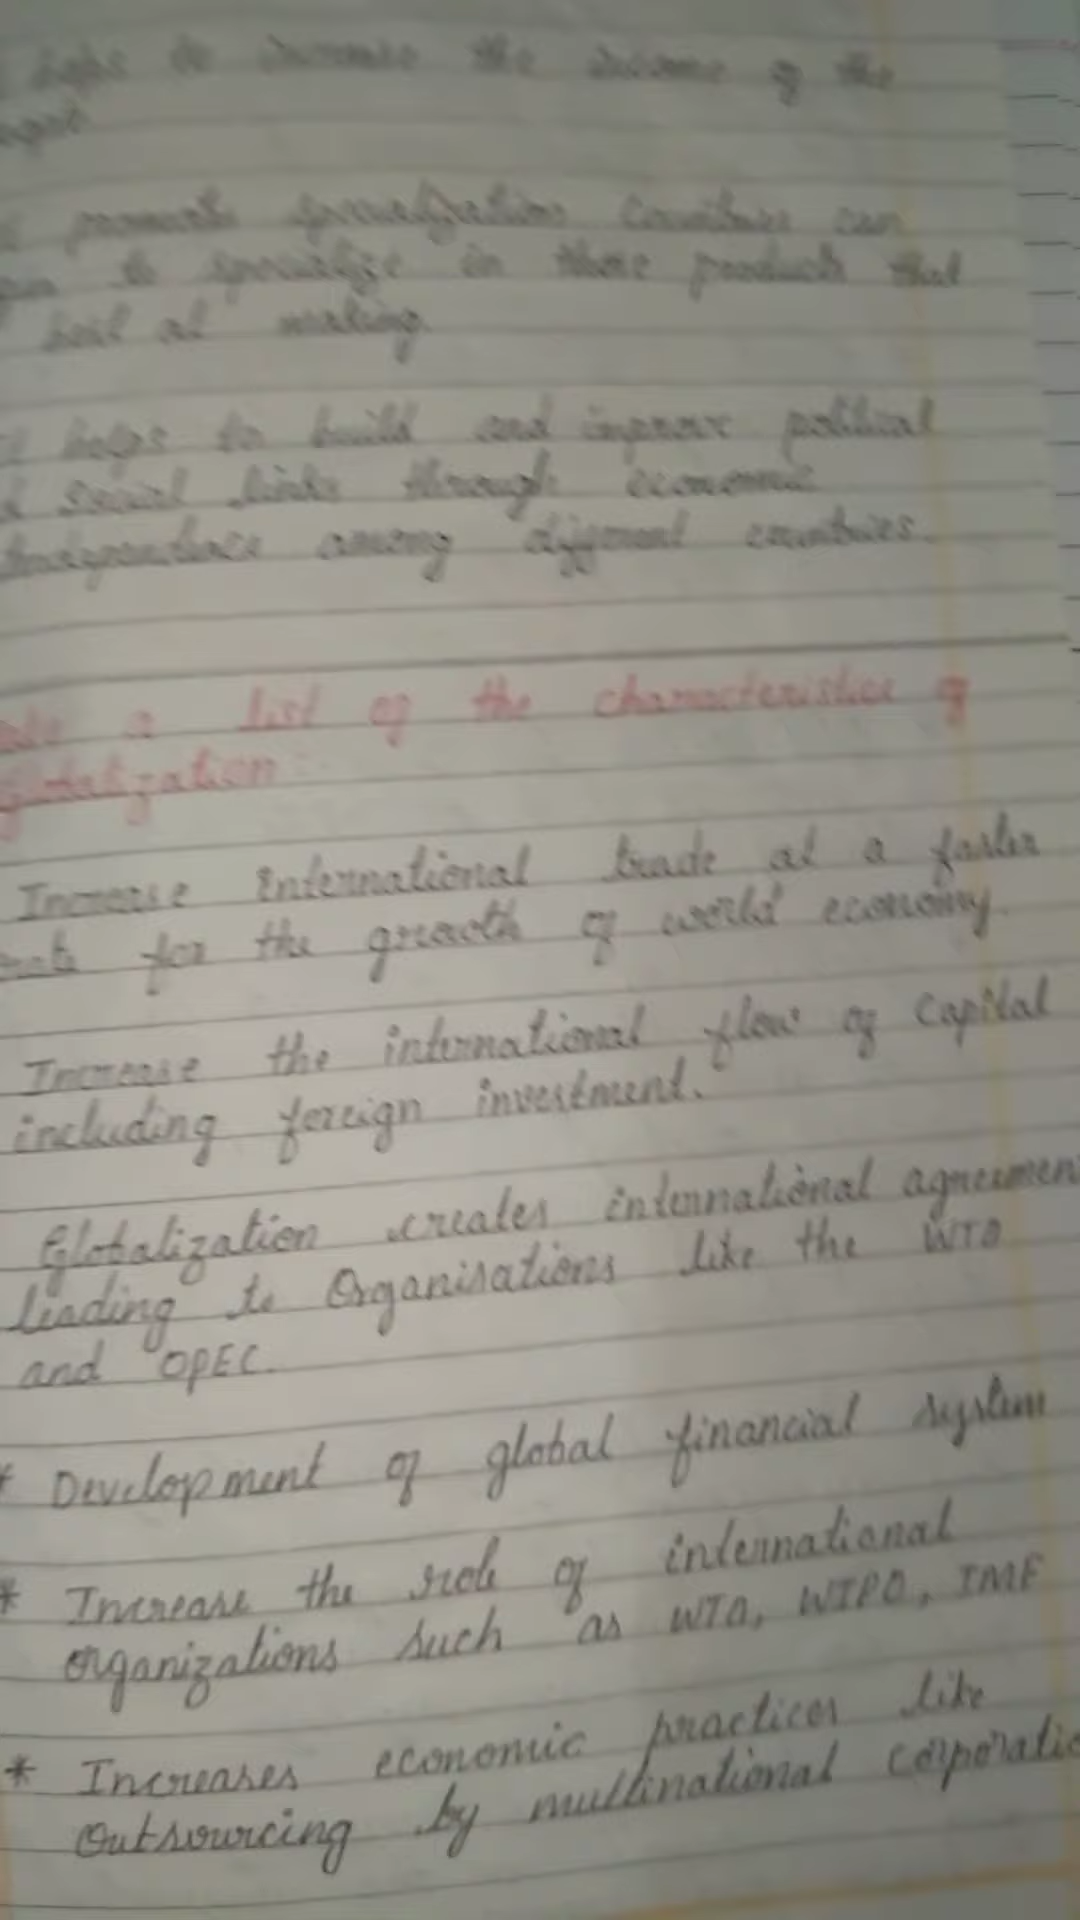 to increase the income of the
promote specialization Countries can
to specialize in those products that
at making.
helps to build and improve political
social links through economic
among different countries.
a list of the characteristics of
globalization
Increase International trade at a faster
rate for the growth of world economy.
Increase the international flow of Capital
including foreign investment.
Globalization creates international agreemen
leading to Organisations like the WTO
and OPEC.
* Development of global financial system
* Increase the role of international
organizations such as WTO, WIPO, IMF
* Increases economic practices like
Outsourcing by multinational corporatio